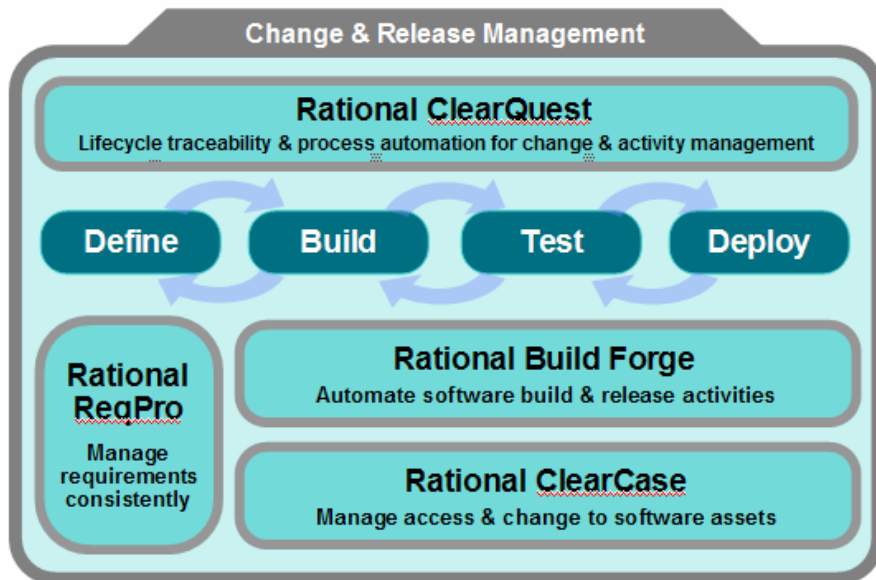 Change & Release Management
Rational ClearQuest
Lifecycle traceability & process automation for change & activity management
Define
Build
Test
Deploy
Rational
ReqPro
Manage
requirements
consistently
Rational Build Forge
Automate software build & release activities
Rational ClearCase
Manage access & change to software assets